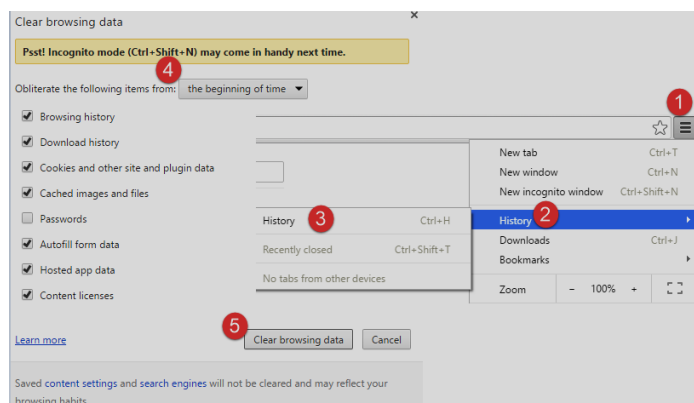 Clear browsing data
×
Psst! Incognito mode (Ctrl+Shift+N) may come in handy next time.
4
Obliterate the following items from: the beginning of time
Browsing history
Download history
Cookies and other site and plugin data
Cached images and files
Passwords
Autofill form data
Hosted app data
Content licenses
5
Learn more Clear browsing data Cancel
Saved content settings and search engines will not be cleared and may reflect your
browsing habits.
1
New tab Ctrl+T
New window Ctrl+N
New incognito window Ctrl+Shift+N
History 2
Downloads Ctrl+J
Bookmarks
Zoom - 100% +
History 3 Ctrl+H
Recently closed Ctrl+Shift+T
No tabs from other devices